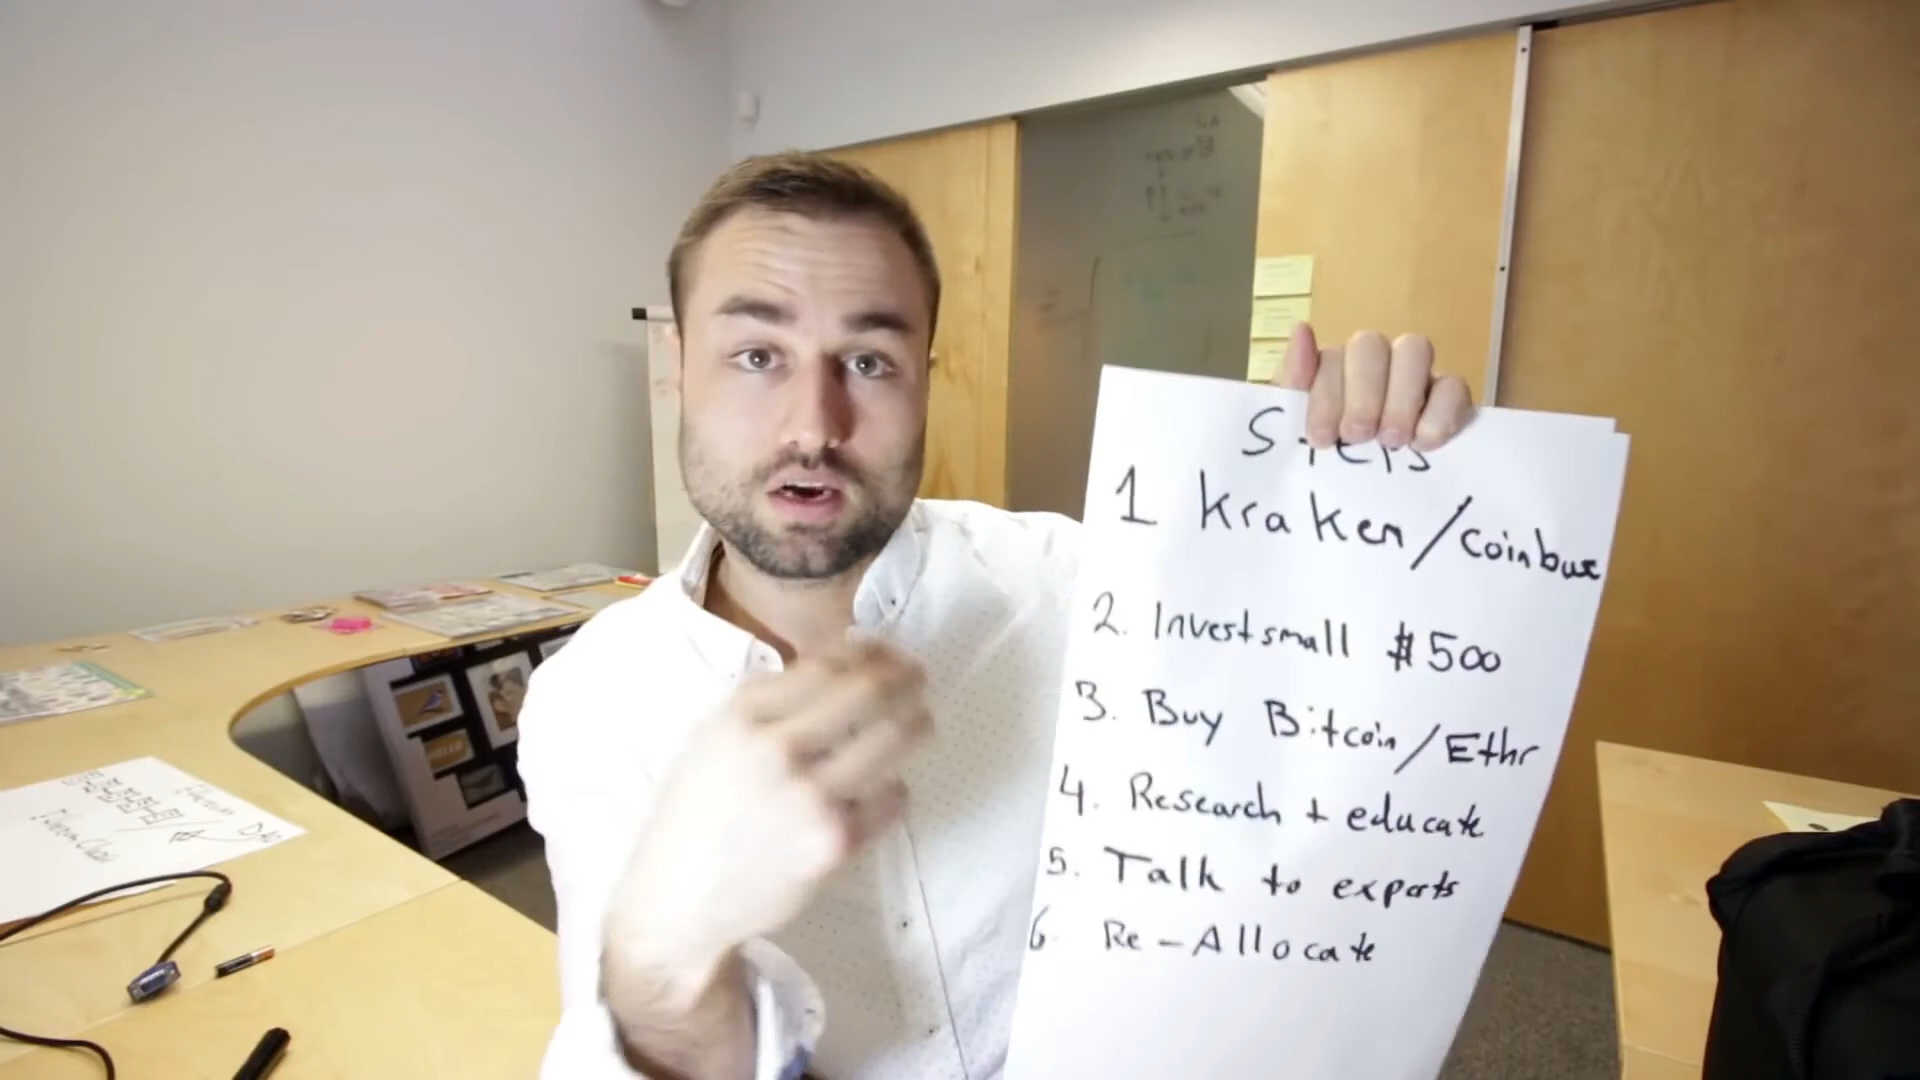 Steps
1 Kraken/coinbase
2. Invest small $500
3. Buy Bitcoin/Ethr
4. Research + educate
5. Talk to experts
6- Re-Allocate